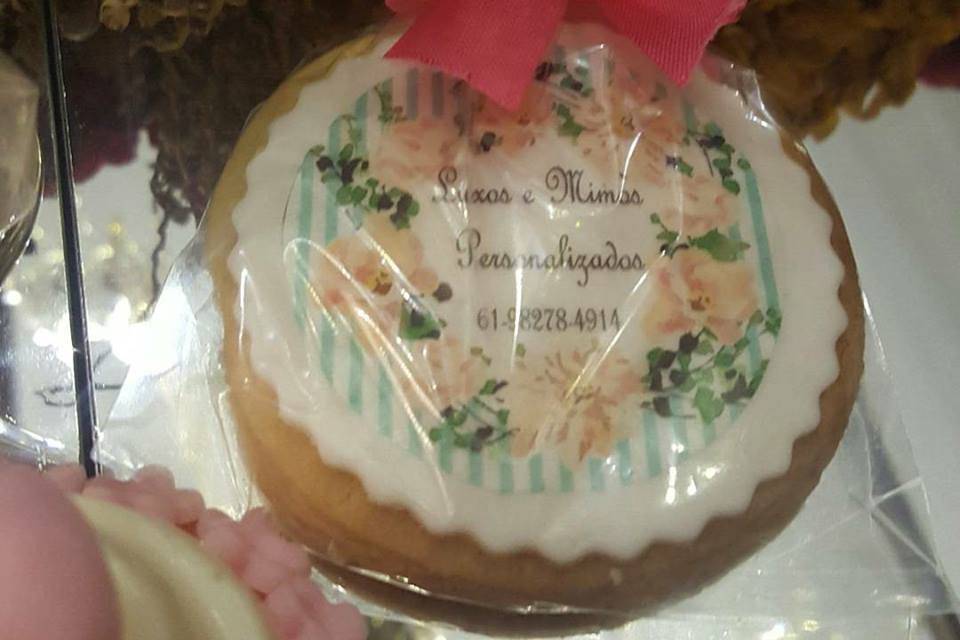 Luxos e Mimos
Personalizados
61-98278-4914